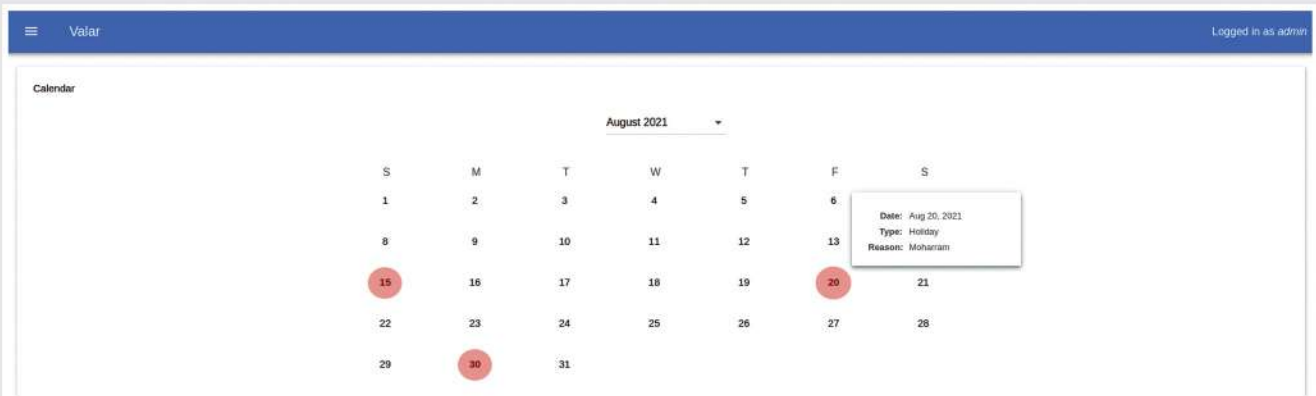 Valar
Logged in as admin
Calendar
August 2021
S M T W T F S
1 2 3 4 5 6
Date: Aug 20, 2021
Type: Holiday
Reason: Moharram
8 9 10 11 12 13
15 16 17 18 19 20 21
22 23 24 25 26 27 28
29 30 31